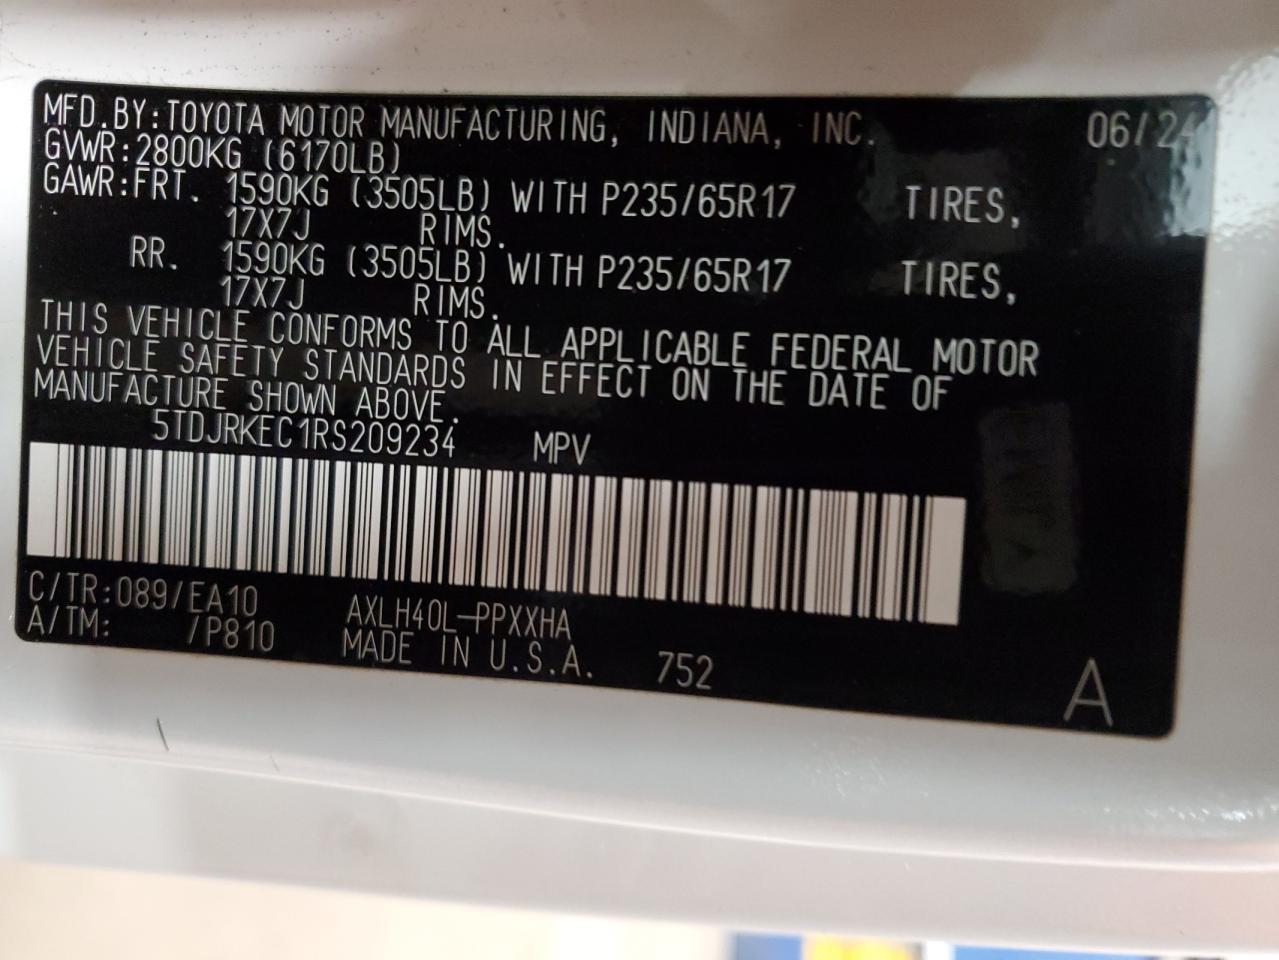 MFD.BY:TOYOTA MOTOR MANUFACTURING, INDIANA, INC. 06/24
GVWR:2800KG (6170LB)
GAWR:FRT. 1590KG (3505LB) WITH P235/65R17 TIRES,
17X7J RIMS.
RR. 1590KG (3505LB) WITH P235/65R17 TIRES,
17X7J RIMS.
THIS VEHICLE CONFORMS TO ALL APPLICABLE FEDERAL MOTOR
VEHICLE SAFETY STANDARDS IN EFFECT ON THE DATE OF
MANUFACTURE SHOWN ABOVE.
5TDJRKEC1RS209234 MPV
C/TR:089/EA10 AXLH40L-PPXXHA
A/TM: /P810 MADE IN U.S.A. 752 A